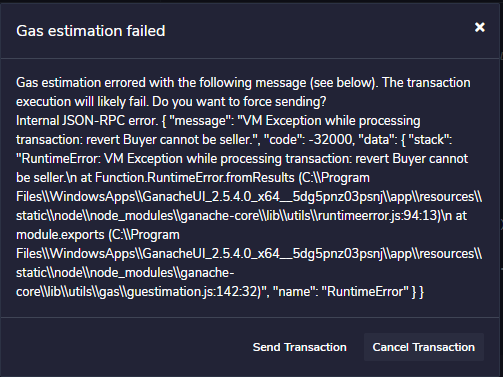 Gas estimation failed
×
Gas estimation errored with the following message (see below). The transaction
execution will likely fail. Do you want to force sending?
Internal JSON-RPC error. { "message": "VM Exception while processing
transaction: revert Buyer cannot be seller.", "code": -32000, "data": { "stack":
"RuntimeError: VM Exception while processing transaction: revert Buyer cannot
be seller.\n at Function.RuntimeError.fromResults (C:\\Program
Files\\WindowsApps\\GanacheUI_2.5.4.0_x64__5dg5pnz03psnj\\app\\resources\\
static\\node\\node_modules\\ganache-core\\lib\\utils\\runtimeerror.js:94:13)\n at
module.exports (C:\\Program
Files\\WindowsApps\\GanacheUI_2.5.4.0_x64__5dg5pnz03psnj\\app\\resources\\
static\\node\\node_modules\\ganache-
core\\lib\\utils\\gas\\guestimation.js:142:32)", "name": "RuntimeError" } }
Send Transaction
Cancel Transaction